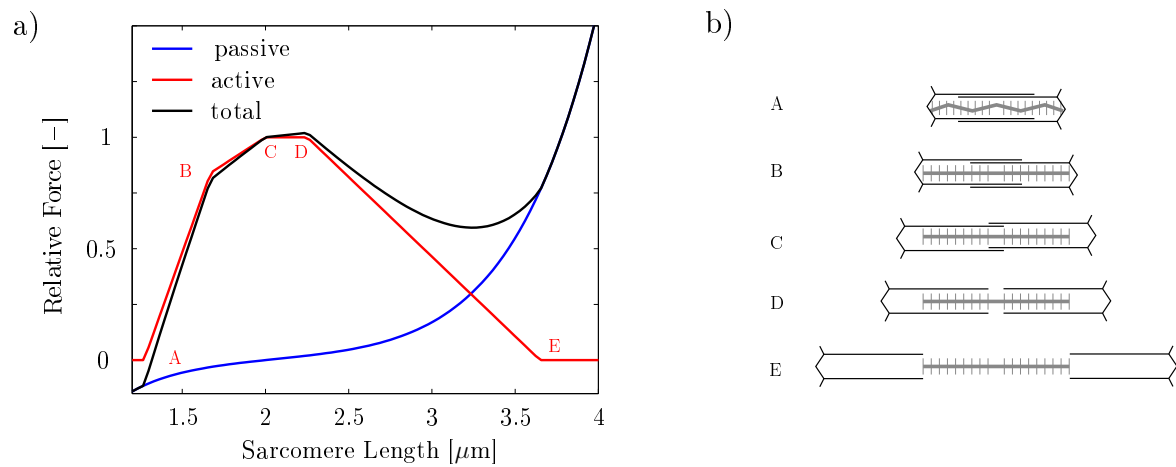 a)
passive
active
total
1
0.5
0
Relative Force [−]
A
B
C
D
E
1.5 2 2.5 3 3.5 4
Sarcomere Length [μm]
b)
A
B
C
D
E